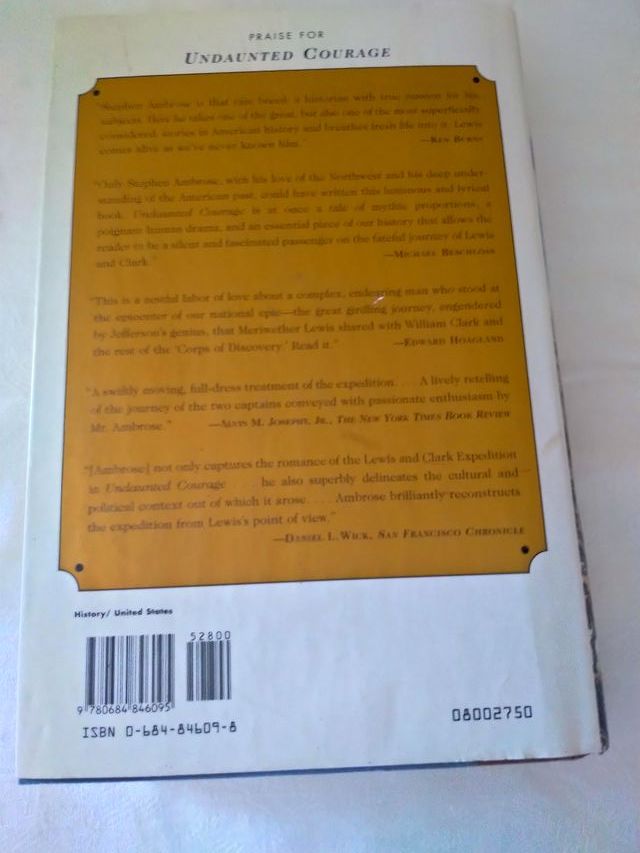 PRAISE FOR
UNDAUNTED COURAGE
"Stephen Ambrose is that rare breed: a historian with true passion for his
subject. Here he takes one of the great, but also one of the most superficially
considered, stories in American history and breathes fresh life into it. Lewis
comes alive as we've never known him."
—KEN BURNS
"Only Stephen Ambrose, with his love of the Northwest and his deep under-
standing of the American past, could have written this luminous and lyrical
book. Undaunted Courage is at once a tale of mythic proportions, a
poignant human drama, and an essential piece of our history that allows the
reader to be a silent and fascinated passenger on the fateful journey of Lewis
and Clark."
—MICHAEL BESCHLOSS
"This is a zestful labor of love about a complex, endearing man who stood at
the epicenter of our national epic—the great girdling journey, engendered
by Jefferson's genius, that Meriwether Lewis shared with William Clark and
the rest of the 'Corps of Discovery.' Read it." —EDWARD HOAGLAND
"A swiftly moving, full-dress treatment of the expedition. . . . A lively retelling
of the journey of the two captains conveyed with passionate enthusiasm by
Mr. Ambrose." —ALVIN M. JOSEPHY, JR., THE NEW YORK TIMES BOOK REVIEW
"[Ambrose] not only captures the romance of the Lewis and Clark Expedition
in Undaunted Courage . . . he also superbly delineates the cultural and
political context out of which it arose. . . . Ambrose brilliantly reconstructs
the expedition from Lewis's point of view."
—DANIEL L. WICK, SAN FRANCISCO CHRONICLE
History/ United States
52800
9 780684 846095
ISBN 0-684-84609-8
08002750